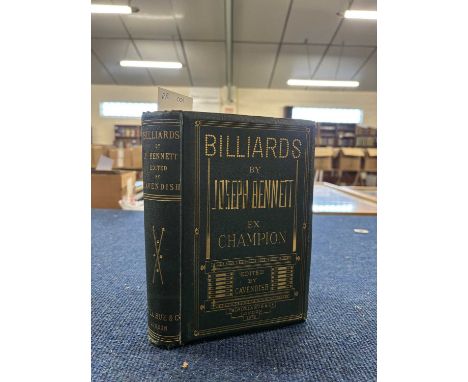 BILLIARDS
BY
J. BENNETT
EDITED
BY
CAVENDISH
BILLIARDS
BY
JOSEPH BENNETT
EX
CHAMPION
EDITED
BY
CAVENDISH